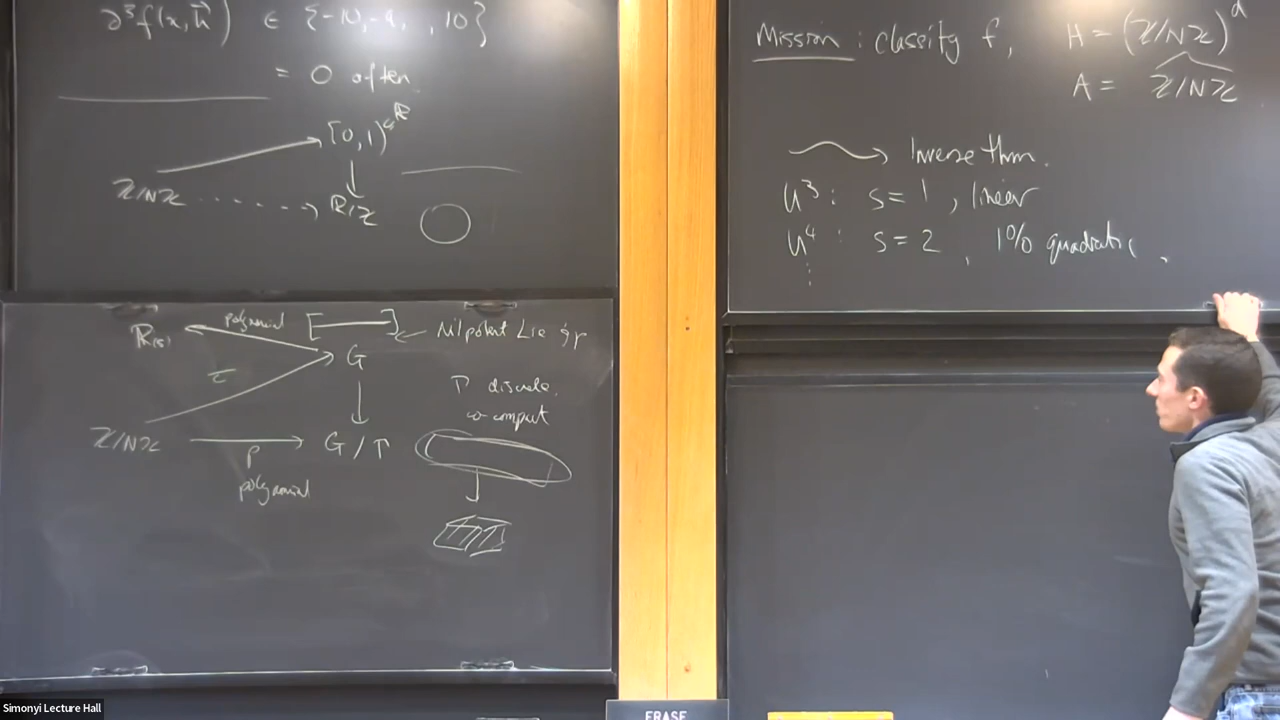 ∂³f(x,h⃗) ∈ {-10,-9, ,10}
= 0 often
[0,1) ⊂ ℝ
ℤ/Nℤ ⇢ ℝ/ℤ
ℝ polynomial [ ] ← Nilpotent Lie gp
τ G
Γ discrete,
co-compact
ℤ/Nℤ → G/Γ
p
polynomial
Mission: classify f, H = (ℤ/Nℤ)^d
A = ℤ/Nℤ
⇝ Inverse thm.
U³: s=1, linear
U⁴: s=2, 1% quadratic,
⋮
ERASE
Simonyi Lecture Hall